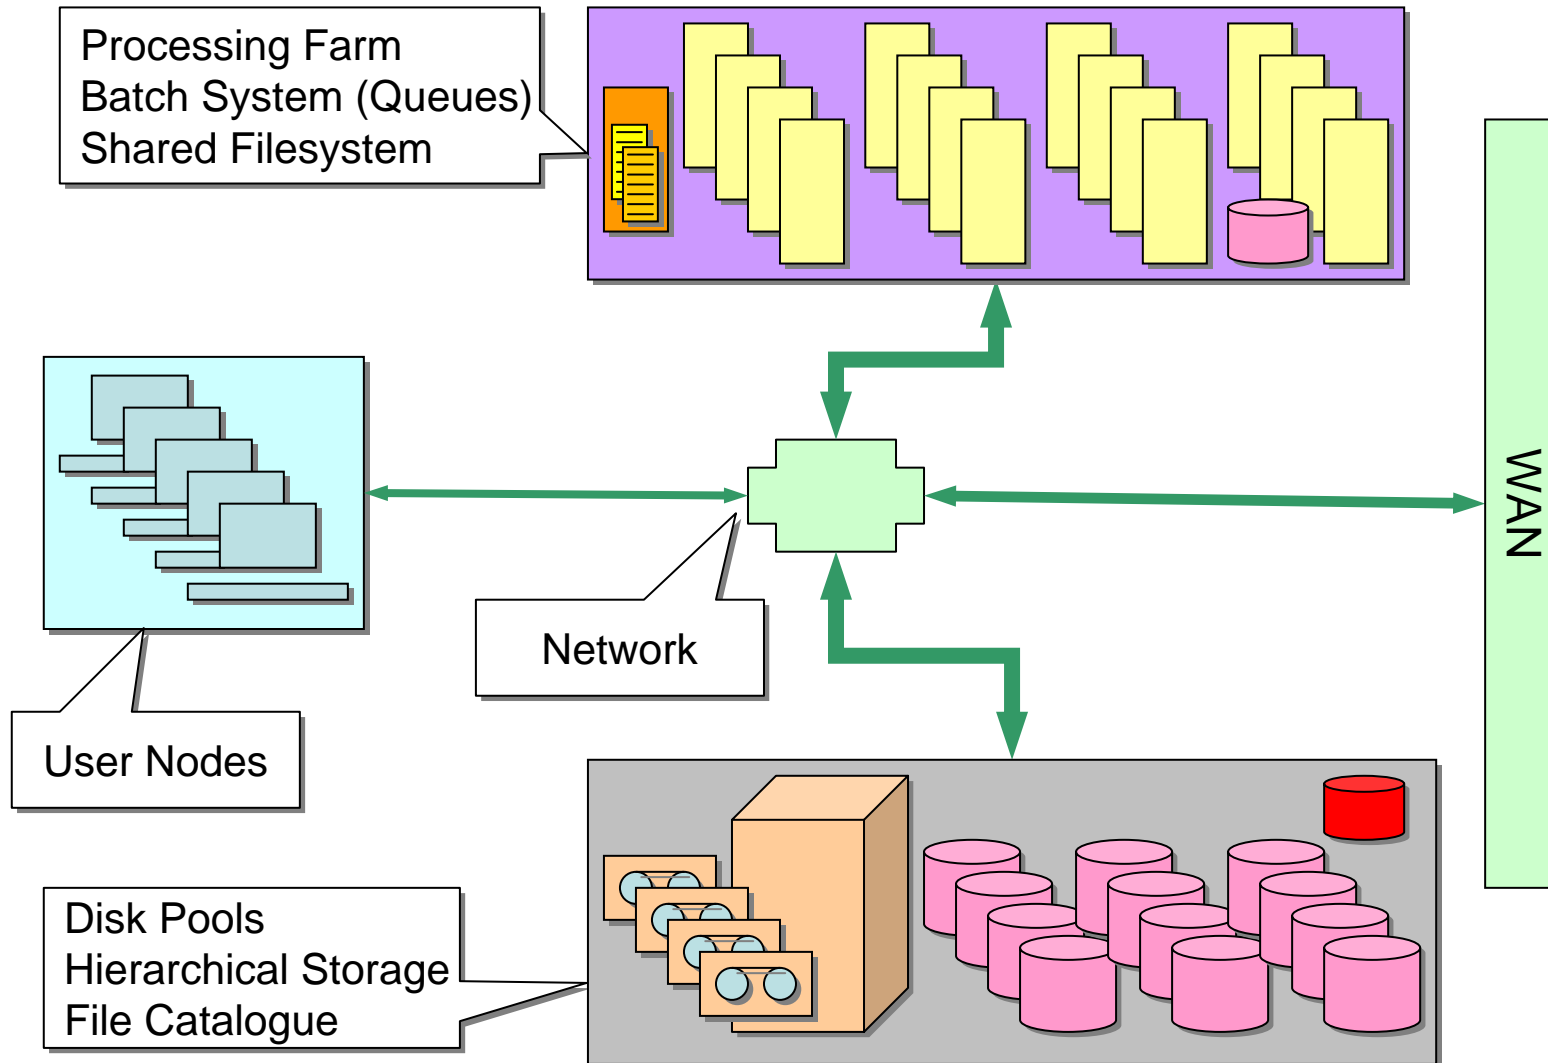 Processing Farm
Batch System (Queues)
Shared Filesystem
WAN
Network
User Nodes
Disk Pools
Hierarchical Storage
File Catalogue